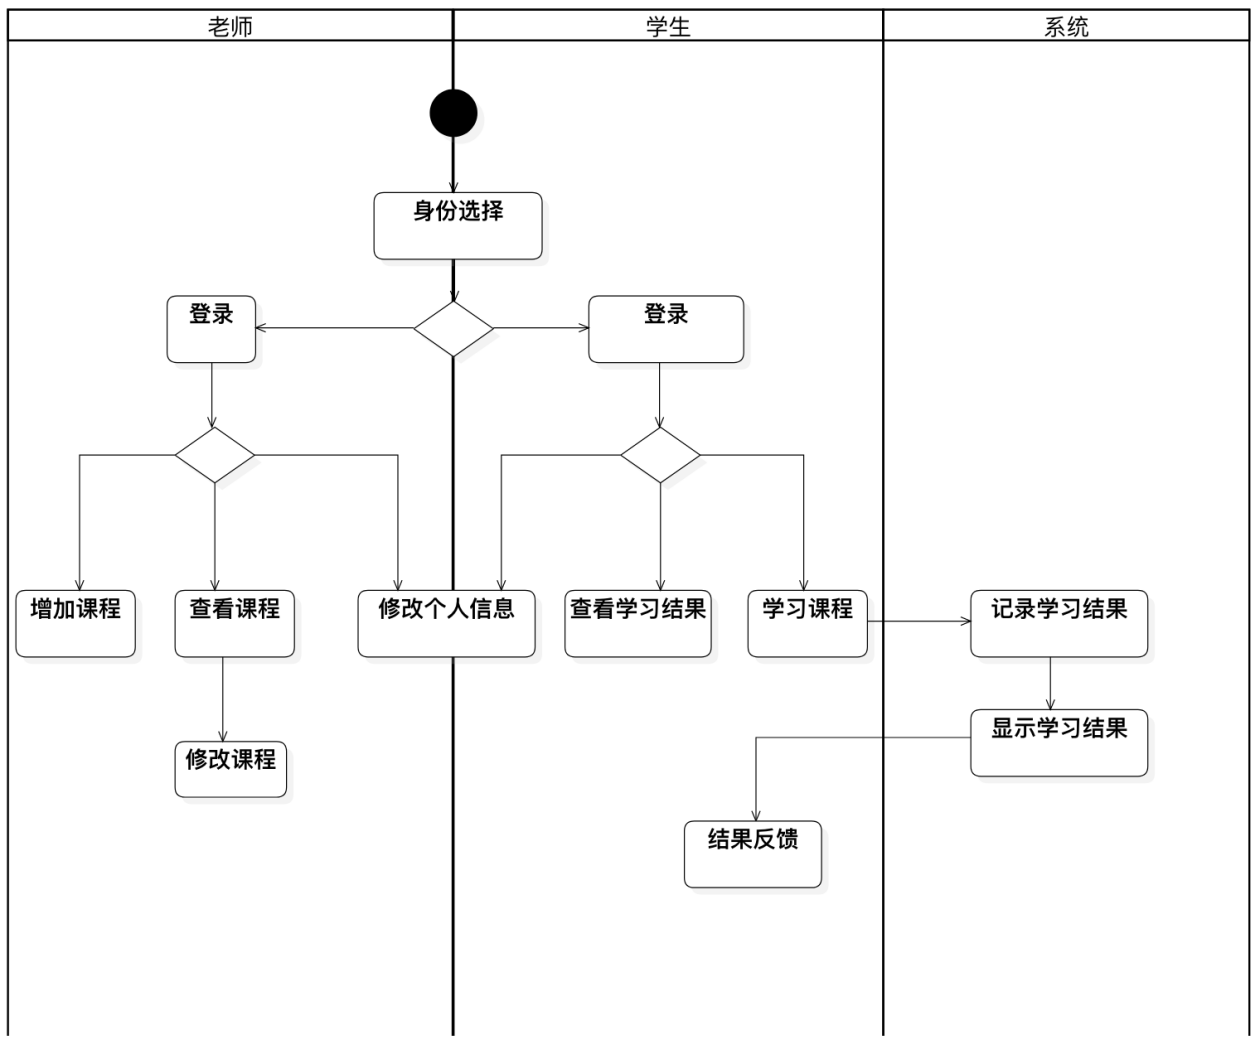 老师
学生
系统
身份选择
登录
登录
增加课程
查看课程
修改个人信息
查看学习结果
学习课程
记录学习结果
显示学习结果
修改课程
结果反馈